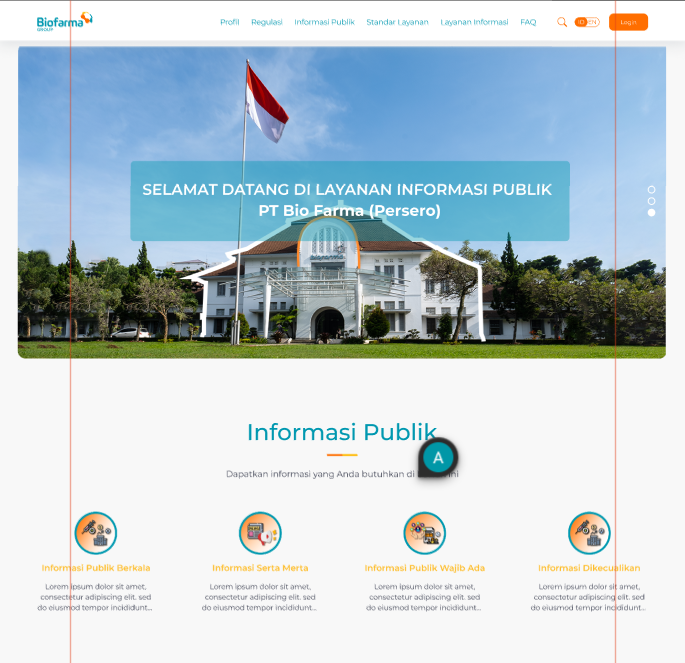 Biofarma
GROUP
Profil Regulasi Informasi Publik Standar Layanan Layanan Informasi FAQ ID EN Login
SELAMAT DATANG DI LAYANAN INFORMASI PUBLIK
PT Bio Farma (Persero)
Informasi Publik
A
Dapatkan informasi yang Anda butuhkan di
Informasi Publik Berkala
Lorem ipsum dolor sit amet,
consectetur adipiscing elit. sed
do eiusmod tempor incididunt...
Informasi Serta Merta
Lorem ipsum dolor sit amet,
consectetur adipiscing elit. sed
do eiusmod tempor incididunt...
Informasi Publik Wajib Ada
Lorem ipsum dolor sit amet,
consectetur adipiscing elit. sed
do eiusmod tempor incididunt...
Informasi Dikecualikan
Lorem ipsum dolor sit amet,
consectetur adipiscing elit. sed
do eiusmod tempor incididunt...